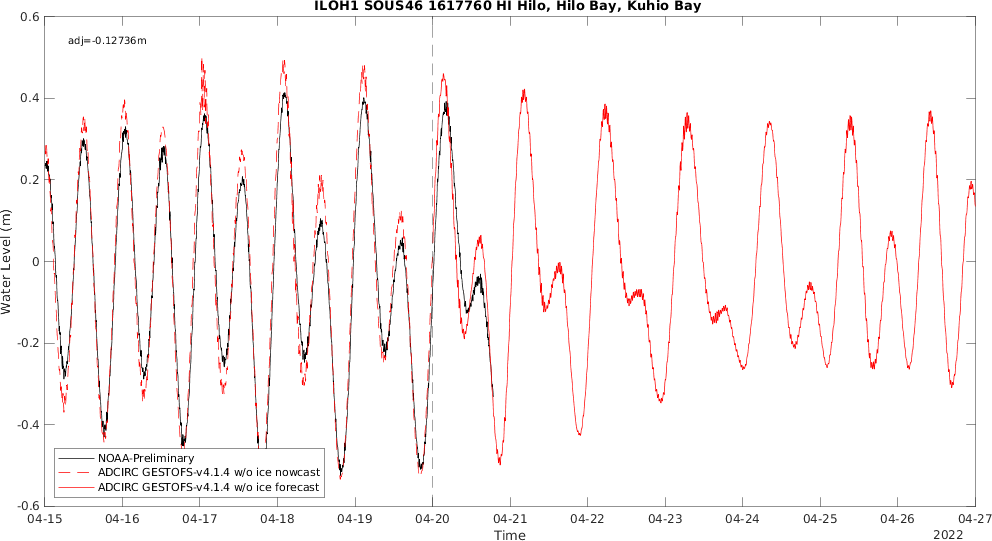 ILOH1 SOUS46 1617760 HI Hilo, Hilo Bay, Kuhio Bay
adj=-0.12736m
0.6
0.4
0.2
0
-0.2
-0.4
-0.6
Water Level (m)
NOAA-Preliminary
ADCIRC GESTOFS-v4.1.4 w/o ice nowcast
ADCIRC GESTOFS-v4.1.4 w/o ice forecast
04-15 04-16 04-17 04-18 04-19 04-20 04-21 04-22 04-23 04-24 04-25 04-26 04-27
Time
2022